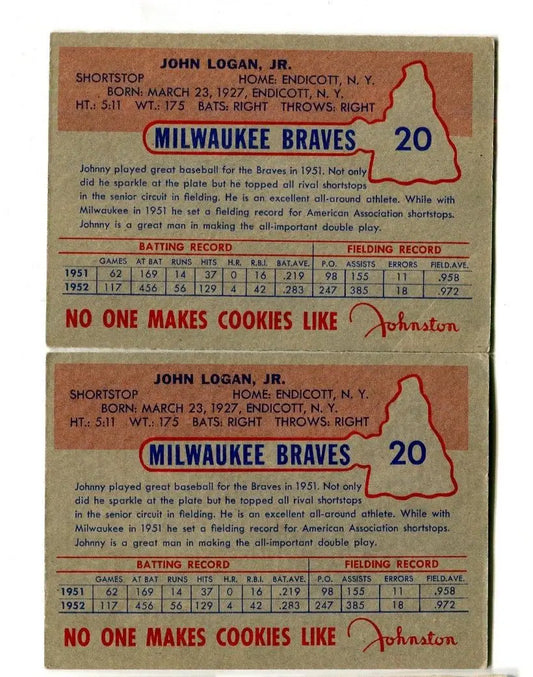 JOHN LOGAN, JR.
SHORTSTOP HOME: ENDICOTT, N. Y.
BORN: MARCH 23, 1927, ENDICOTT, N. Y.
HT.: 5:11 WT.: 175 BATS: RIGHT THROWS: RIGHT
MILWAUKEE BRAVES 20
Johnny played great baseball for the Braves in 1951. Not only
did he sparkle at the plate but he topped all rival shortstops
in the senior circuit in fielding. He is an excellent all-around athlete. While with
Milwaukee in 1951 he set a fielding record for American Association shortstops.
Johnny is a great man in making the all-important double play.
BATTING RECORD FIELDING RECORD
GAMES AT BAT RUNS HITS H.R. R.B.I. BAT.AVE. P.O. ASSISTS ERRORS FIELD.AVE.
1951 62 169 14 37 0 16 .219 98 155 11 .958
1952 117 456 56 129 4 42 .283 247 385 18 .972
NO ONE MAKES COOKIES LIKE Johnston
JOHN LOGAN, JR.
SHORTSTOP HOME: ENDICOTT, N. Y.
BORN: MARCH 23, 1927, ENDICOTT, N. Y.
HT.: 5:11 WT.: 175 BATS: RIGHT THROWS: RIGHT
MILWAUKEE BRAVES 20
Johnny played great baseball for the Braves in 1951. Not only
did he sparkle at the plate but he topped all rival shortstops
in the senior circuit in fielding. He is an excellent all-around athlete. While with
Milwaukee in 1951 he set a fielding record for American Association shortstops.
Johnny is a great man in making the all-important double play.
BATTING RECORD FIELDING RECORD
GAMES AT BAT RUNS HITS H.R. R.B.I. BAT.AVE. P.O. ASSISTS ERRORS FIELD.AVE.
1951 62 169 14 37 0 16 .219 98 155 11 .958
1952 117 456 56 129 4 42 .283 247 385 18 .972
NO ONE MAKES COOKIES LIKE Johnston